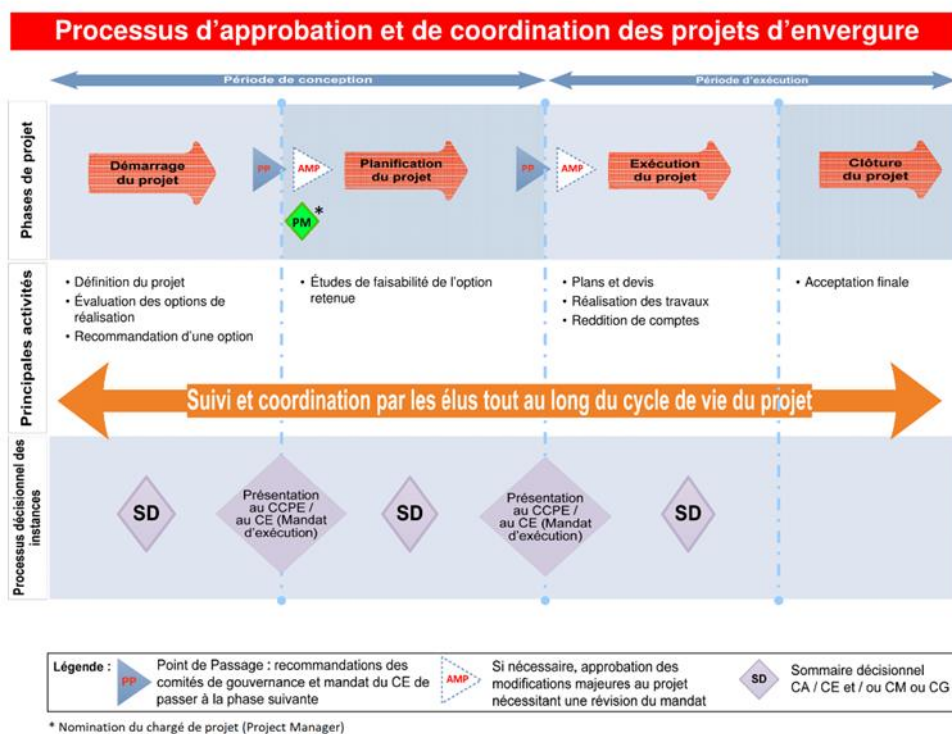 Processus d'approbation et de coordination des projets d'envergure
Période de conception
Période d'exécution
Phases de projet
Démarrage
du projet
PP
AMP
PM
*
Planification
du projet
PP
AMP
Exécution
du projet
Clôture
du projet
Principales activités
• Définition du projet
• Évaluation des options de
réalisation
• Recommandation d'une option
• Études de faisabilité de l'option
retenue
• Plans et devis
• Réalisation des travaux
• Reddition de comptes
• Acceptation finale
Suivi et coordination par les élus tout au long du cycle de vie du projet
Processus décisionnel des
instances
SD
Présentation
au CCPE /
au CE (Mandat
d'exécution)
SD
Présentation
au CCPE /
au CE (Mandat
d'exécution)
SD
Légende :
PP
Point de Passage : recommandations des
comités de gouvernance et mandat du CE de
passer à la phase suivante
AMP
Si nécessaire, approbation des
modifications majeures au projet
nécessitant une révision du mandat
SD
Sommaire décisionnel
CA / CE et / ou CM ou CG
* Nomination du chargé de projet (Project Manager)